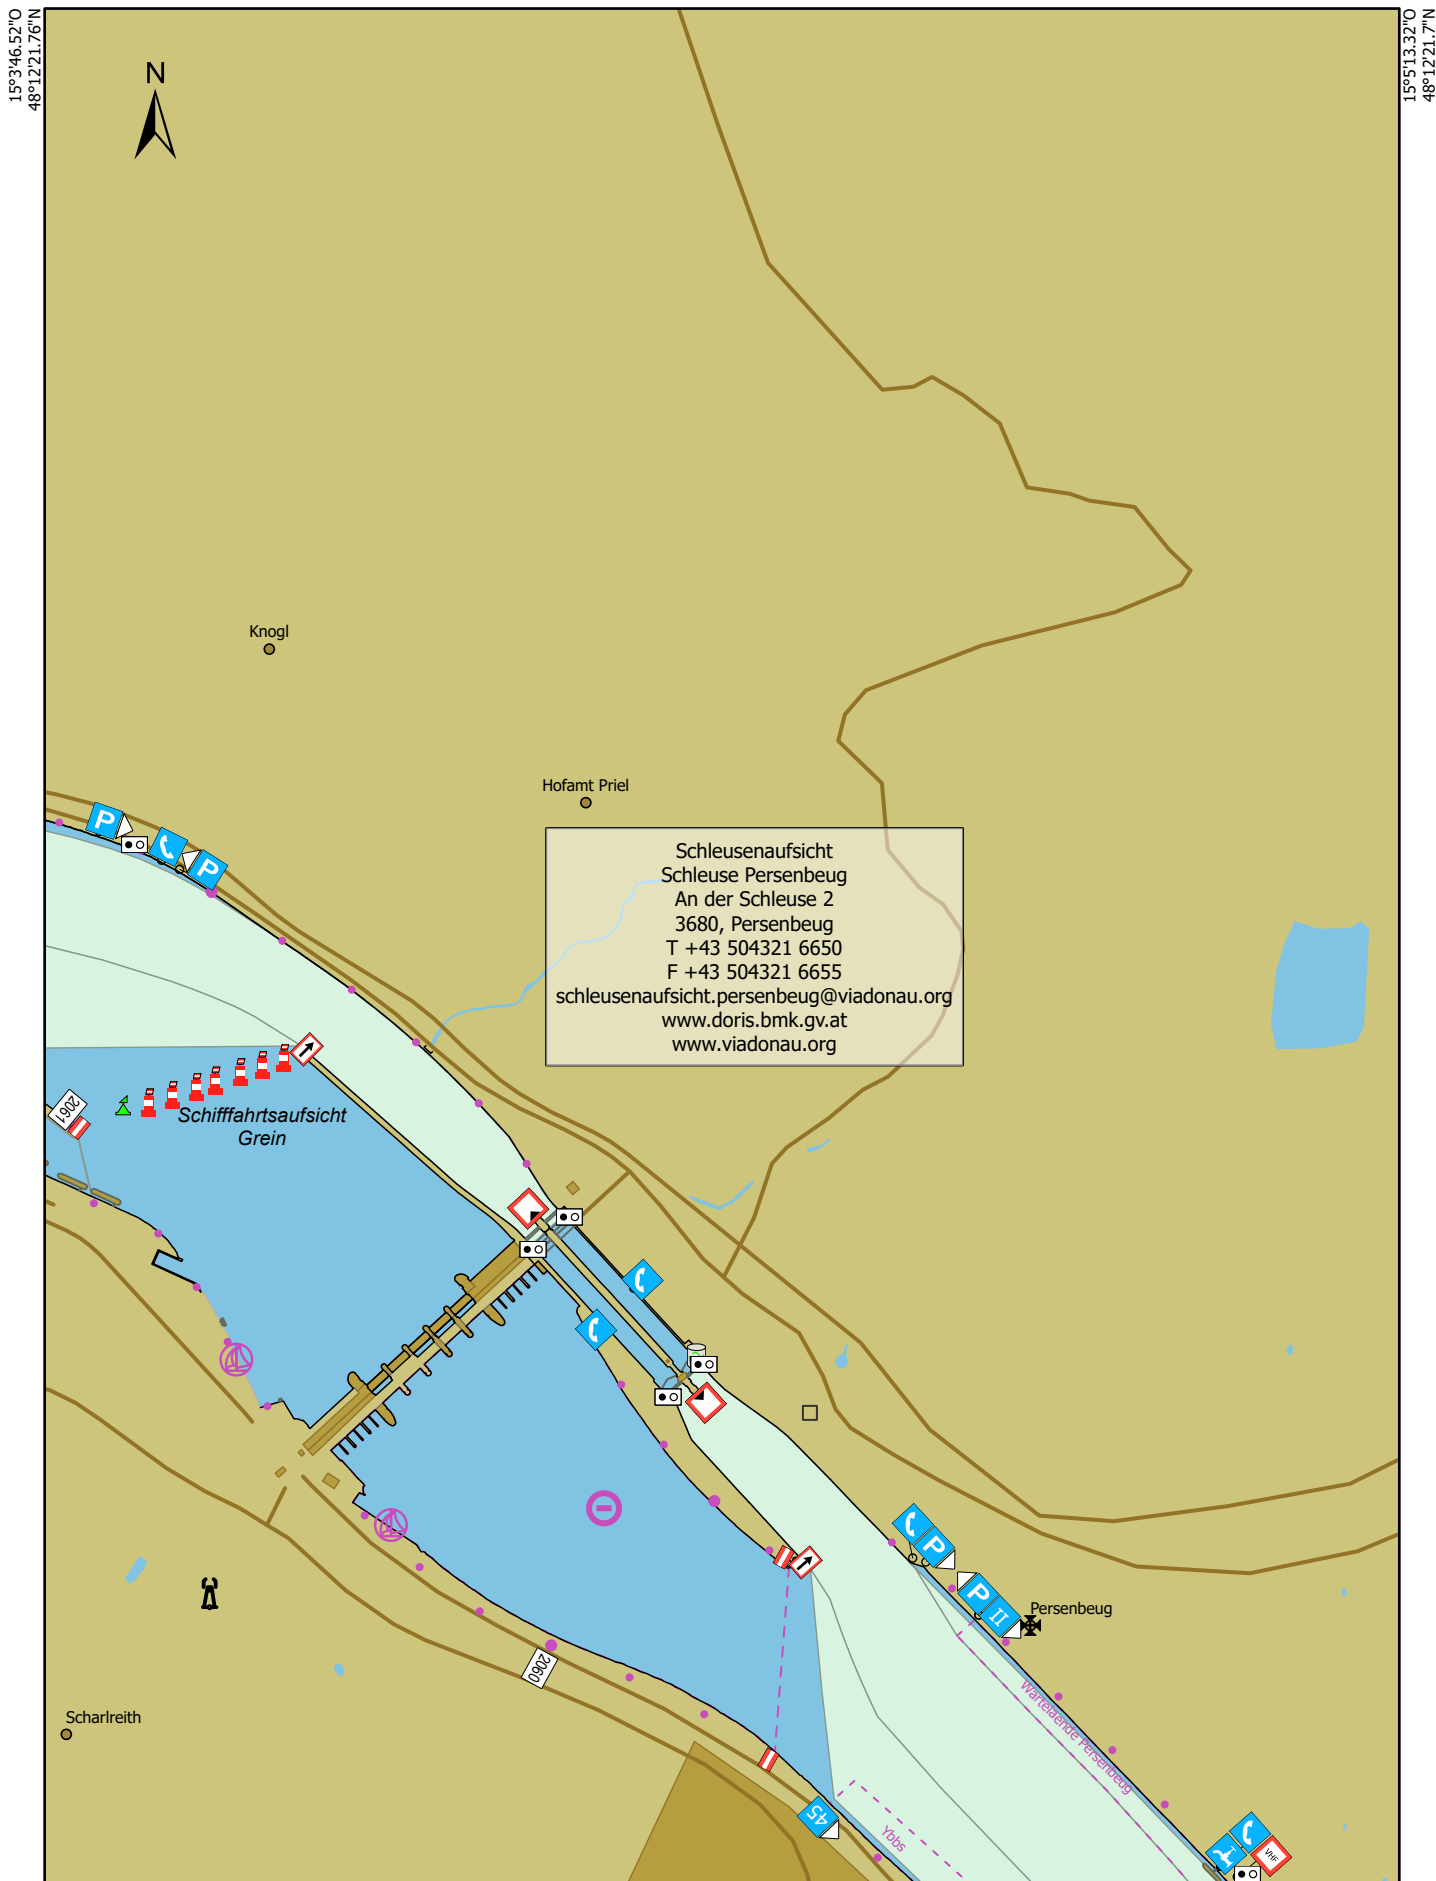 15°3'46.52"O
48°12'21.76"N
15°5'13.32"O
48°12'21.7"N
N
Knogl
Hofamt Priel
P
P
Schleusenaufsicht
Schleuse Persenbeug
An der Schleuse 2
3680, Persenbeug
T +43 504321 6650
F +43 504321 6655
schleusenaufsicht.persenbeug@viadonau.org
www.doris.bmk.gv.at
www.viadonau.org
2061
Schifffahrtsaufsicht
Grein
P
P
II
Persenbeug
2060
Wartelaende Persenbeug
Scharlreith
45
Ybbs
VHF